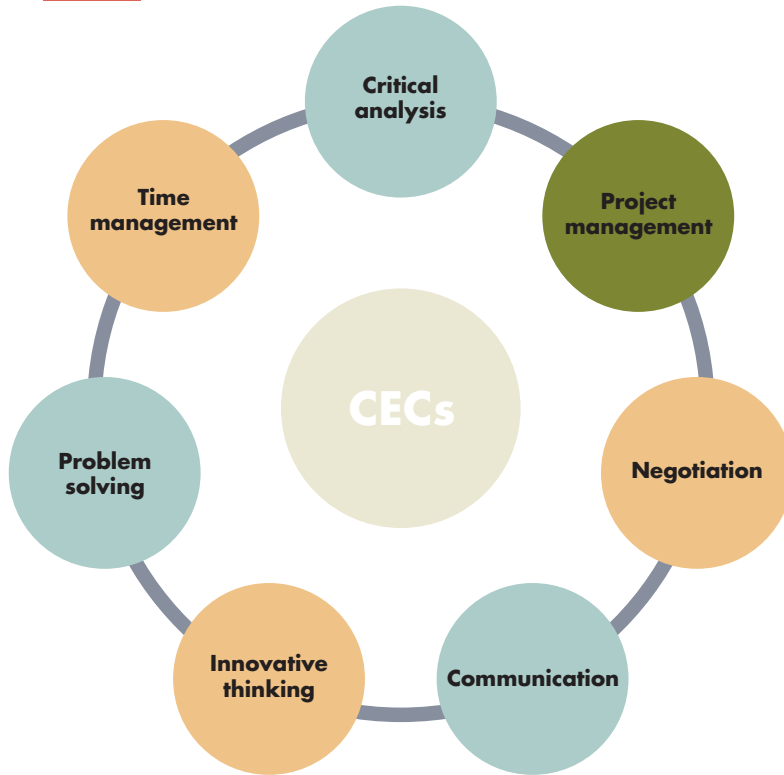 Critical
analysis
Project
management
Negotiation
Communication
Innovative
thinking
Problem
solving
Time
management
CECs